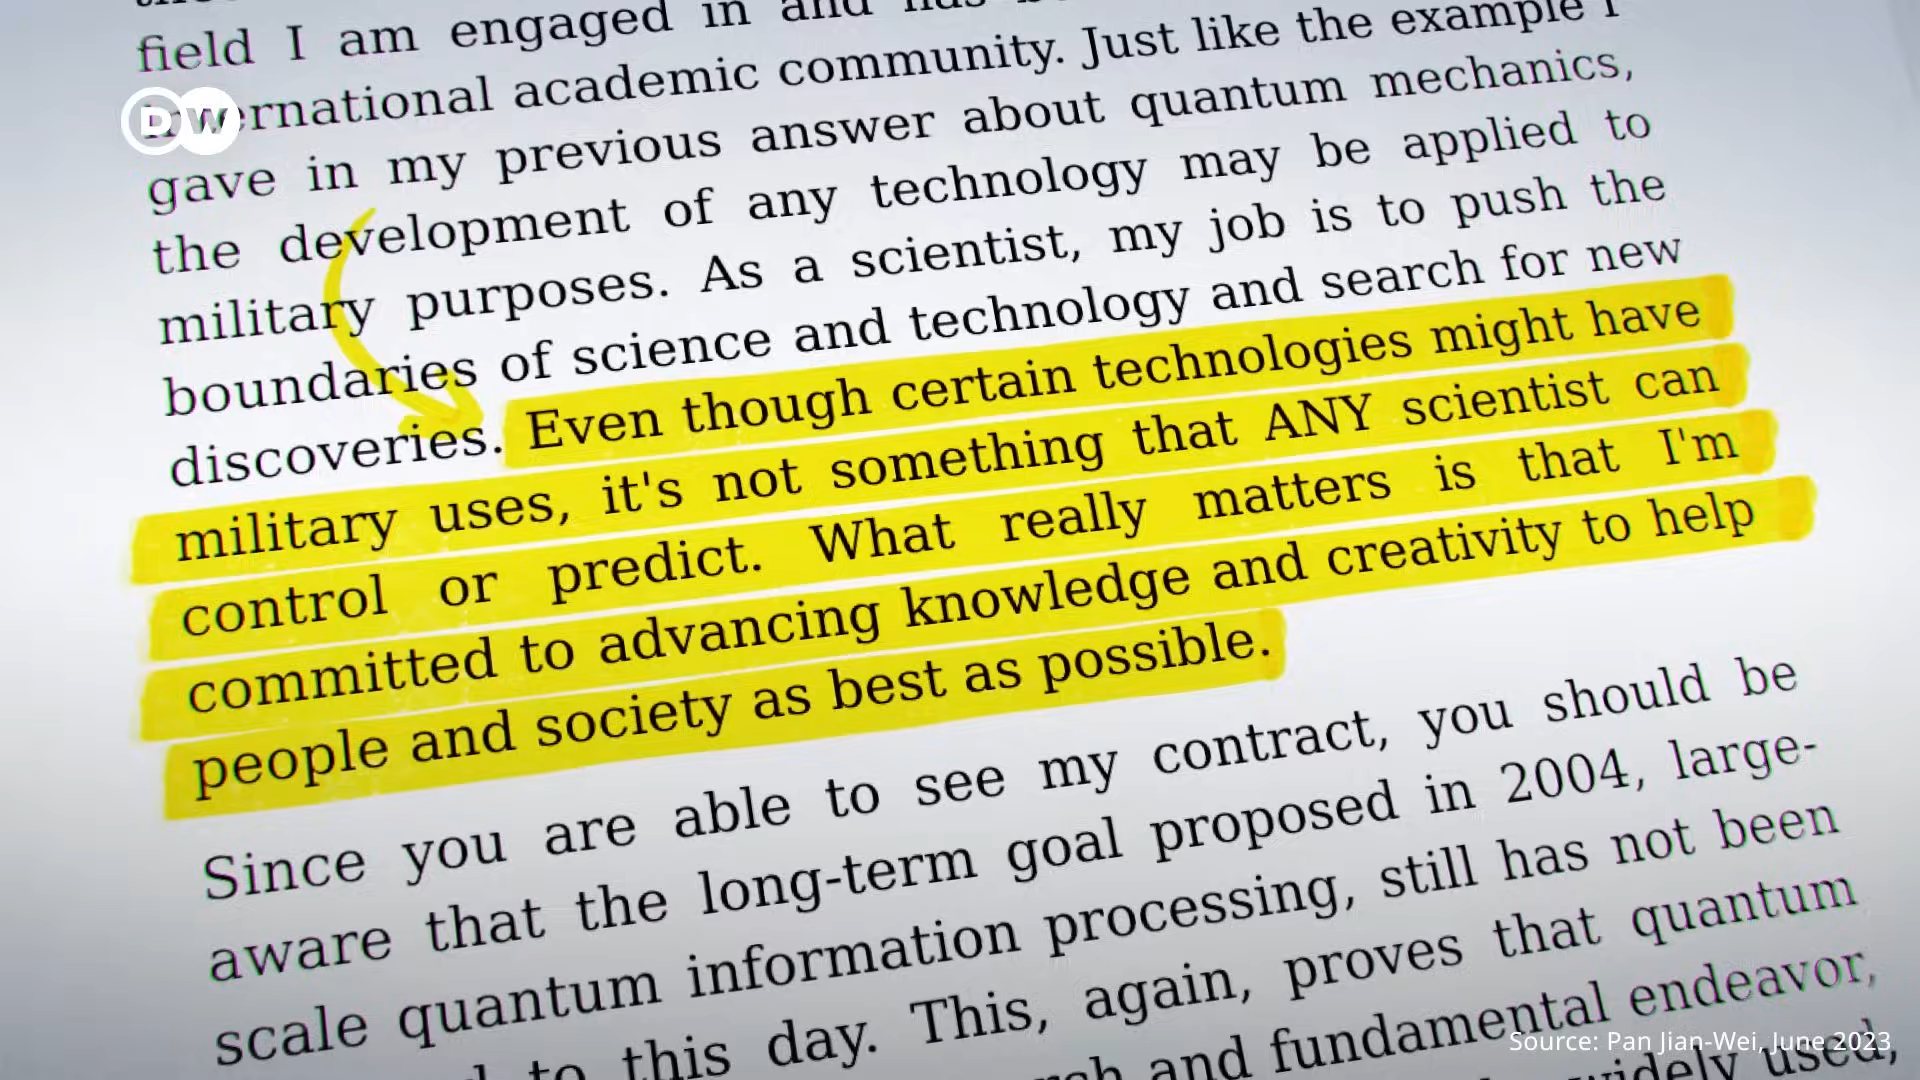 field I am engaged in and has
international academic community. Just like the example I
gave in my previous answer about quantum mechanics,
the development of any technology may be applied to
military purposes. As a scientist, my job is to push the
boundaries of science and technology and search for new
discoveries. Even though certain technologies might have
military uses, it's not something that ANY scientist can
control or predict. What really matters is that I'm
committed to advancing knowledge and creativity to help
people and society as best as possible.
Since you are able to see my contract, you should be
aware that the long-term goal proposed in 2004, large-
scale quantum information processing, still has not been
to this day. This, again, proves that quantum
and fundamental endeavor,
widely used,
DW
Source: Pan Jian-Wei, June 2023